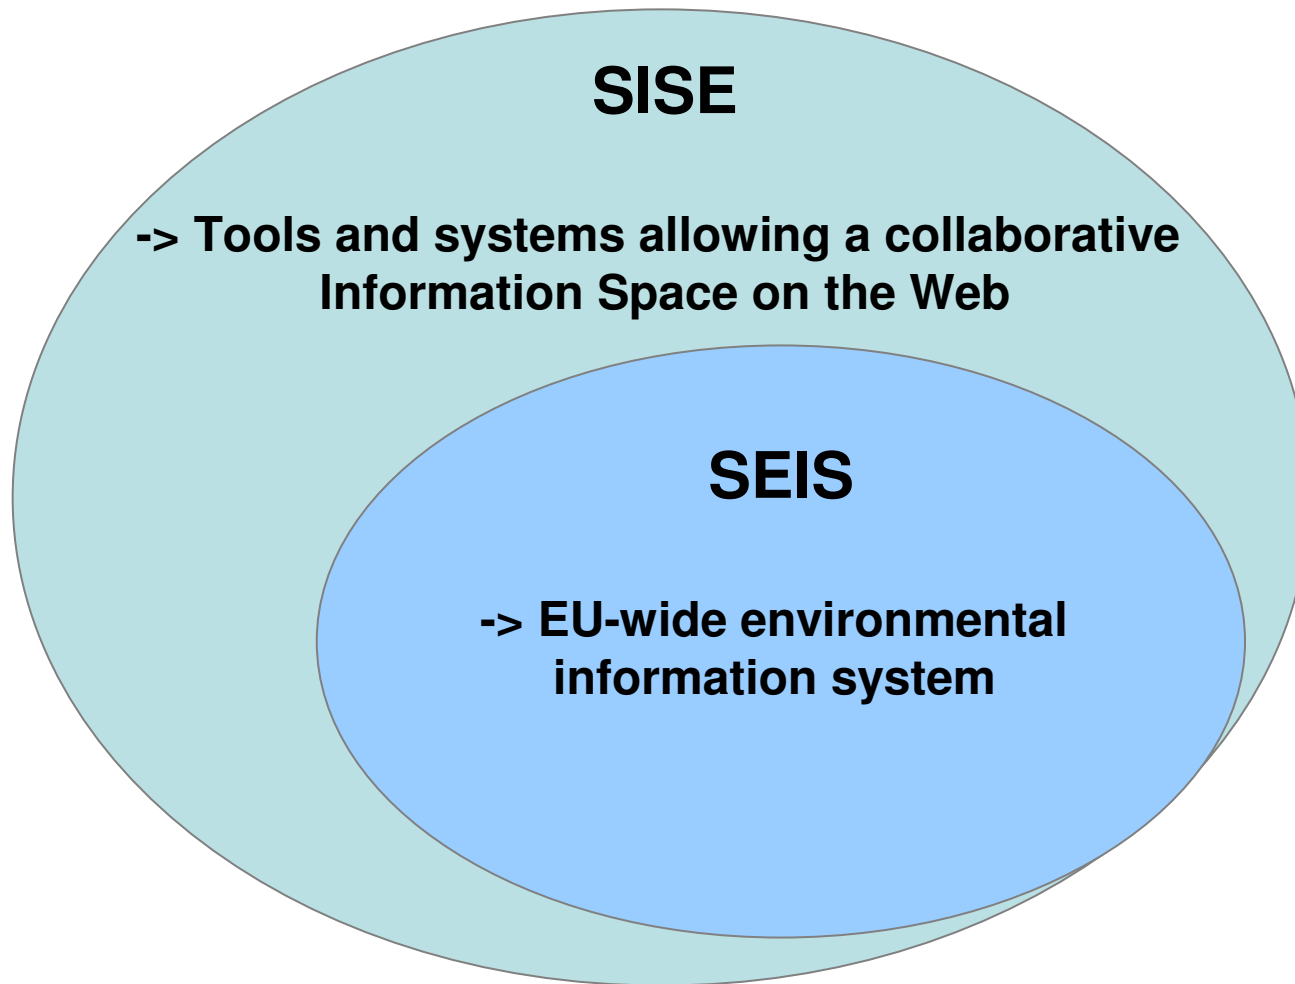 SISE
-> Tools and systems allowing a collaborative
Information Space on the Web
SEIS
-> EU-wide environmental
information system